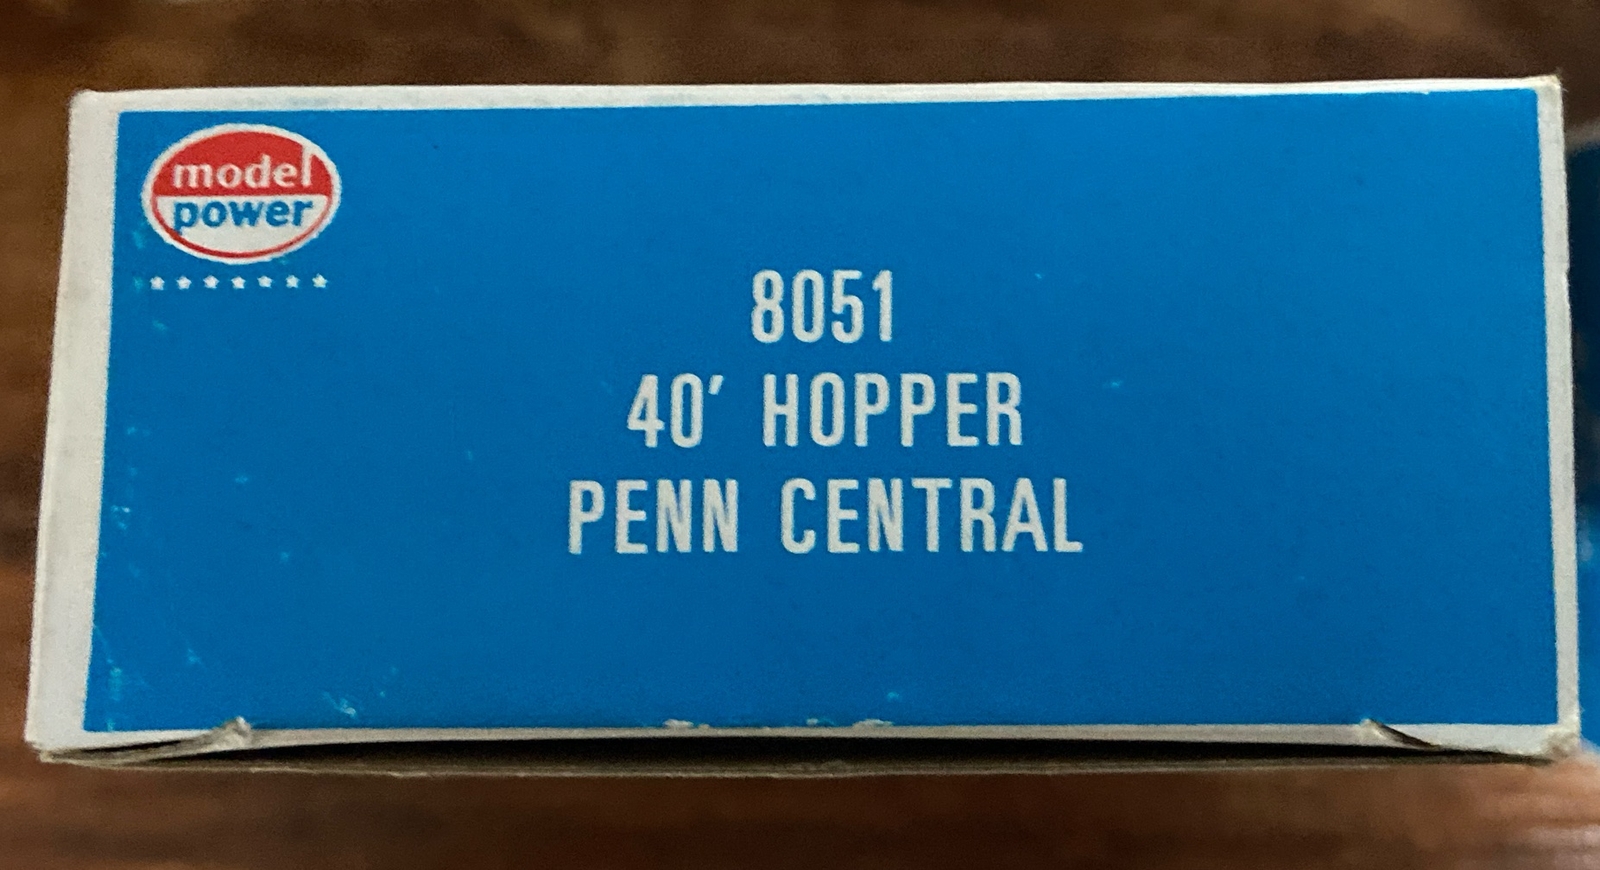 model
power
8051
40' HOPPER
PENN CENTRAL